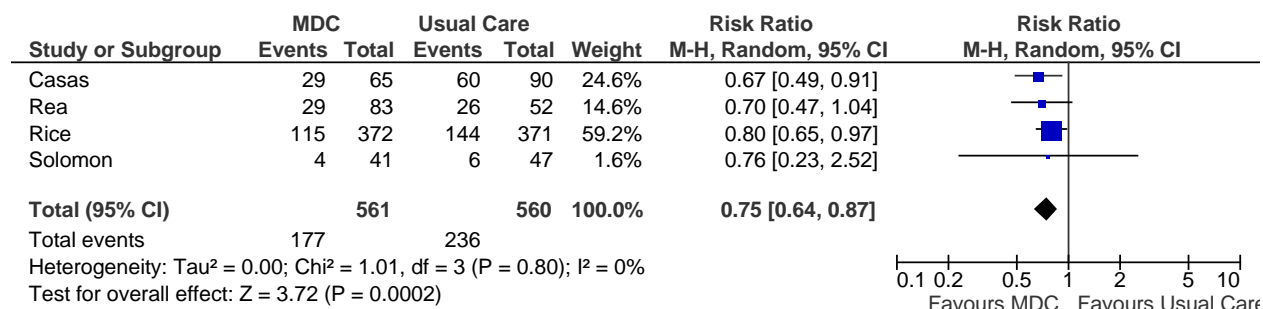 MDC Usual Care Risk Ratio Risk Ratio
Study or Subgroup Events Total Events Total Weight M-H, Random, 95% CI M-H, Random, 95% CI
Casas 29 65 60 90 24.6% 0.67 [0.49, 0.91]
Rea 29 83 26 52 14.6% 0.70 [0.47, 1.04]
Rice 115 372 144 371 59.2% 0.80 [0.65, 0.97]
Solomon 4 41 6 47 1.6% 0.76 [0.23, 2.52]
Total (95% CI) 561 560 100.0% 0.75 [0.64, 0.87]
Total events 177 236
Heterogeneity: Tau² = 0.00; Chi² = 1.01, df = 3 (P = 0.80); I² = 0%
Test for overall effect: Z = 3.72 (P = 0.0002)
0.1 0.2 0.5 1 2 5 10
Favours MDC Favours Usual Care